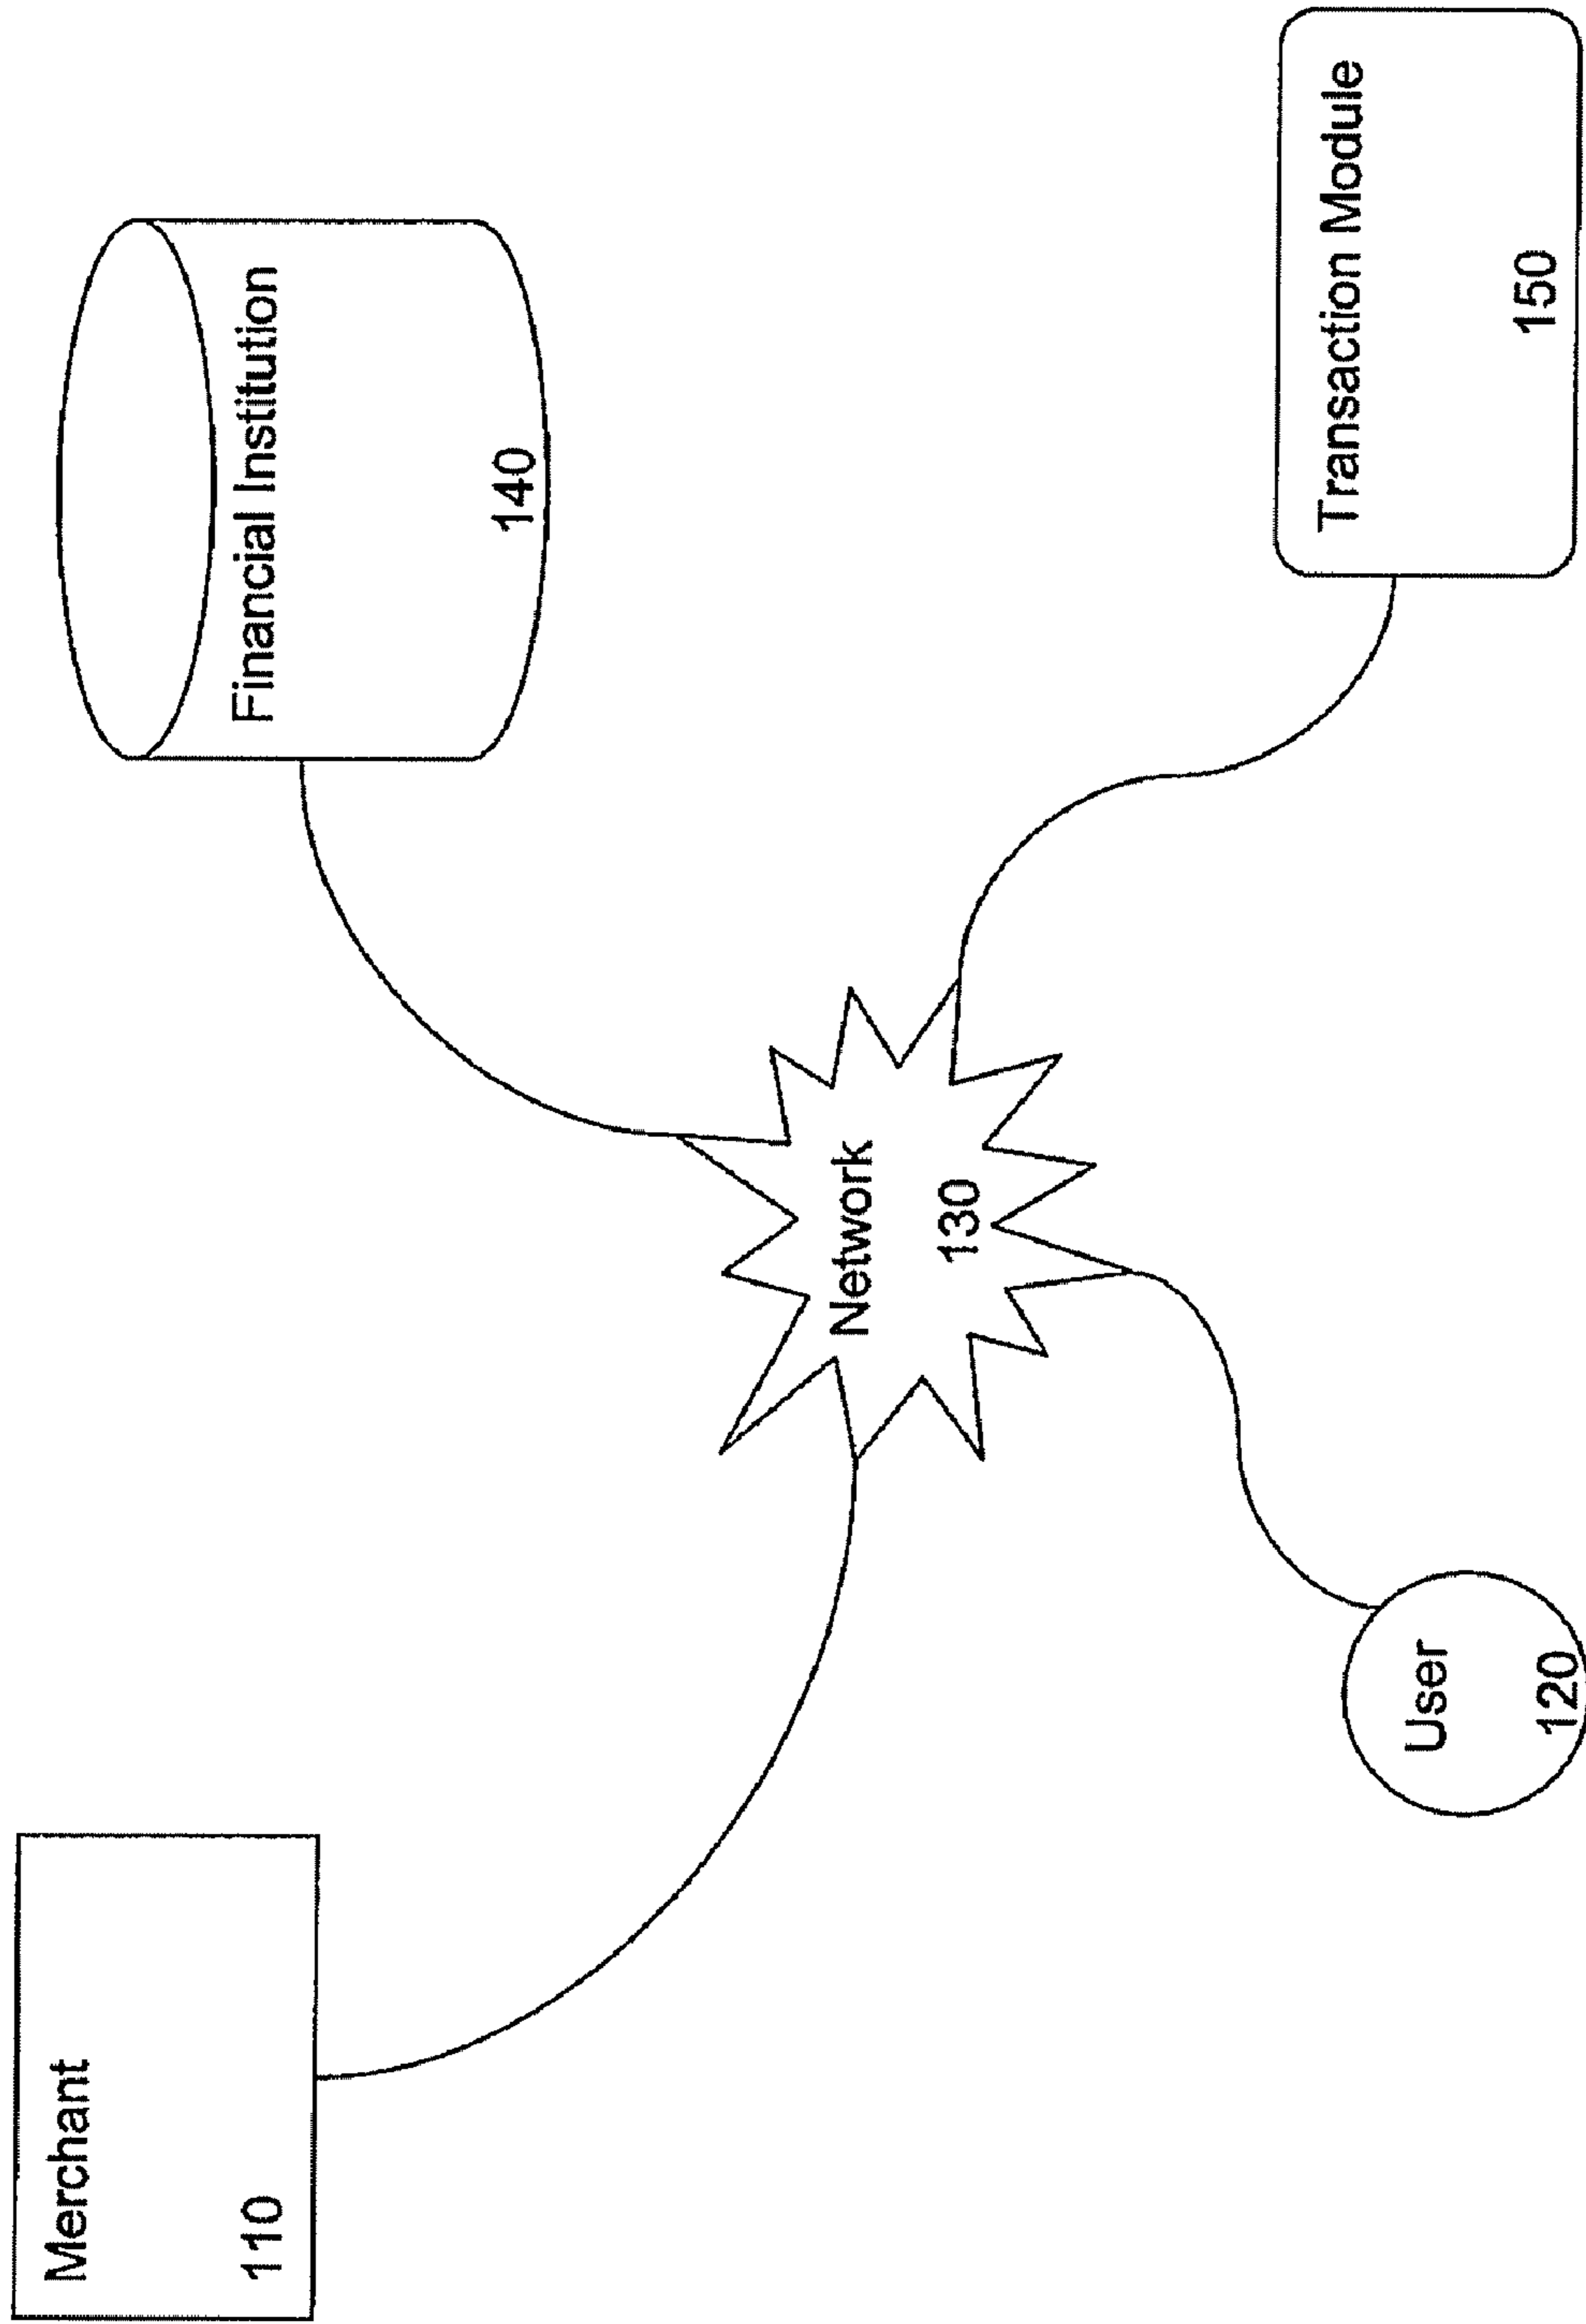 Merchant
110
Financial Institution
140
Network
130
User
120
Transaction Module
150